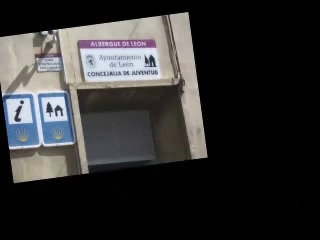 ALBERGUE DE LEON
Ayuntamiento
de León
CONCEJALIA DE JUVENTUD
i